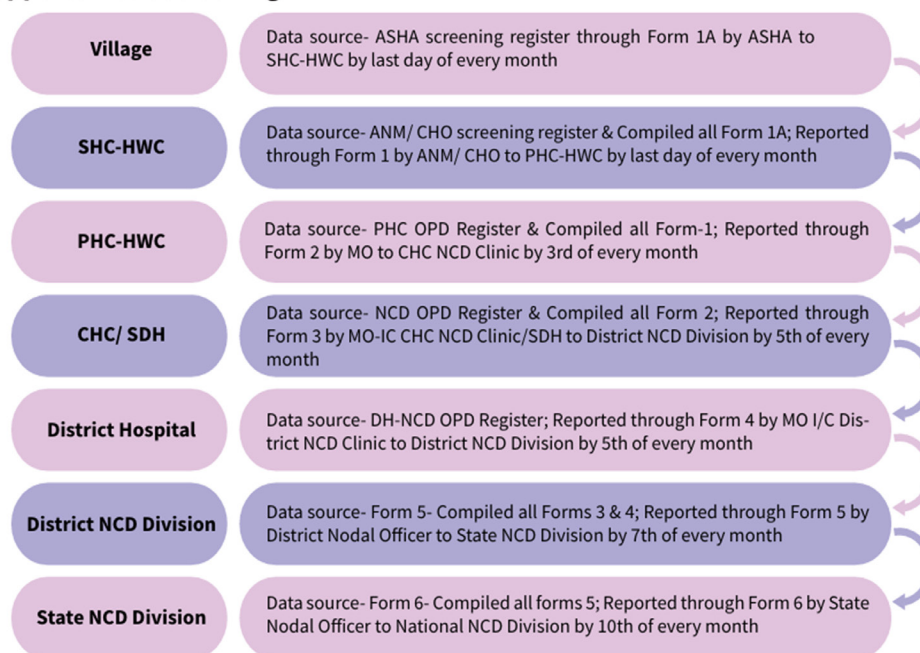 Village
Data source- ASHA screening register through Form 1A by ASHA to
SHC-HWC by last day of every month
SHC-HWC
Data source- ANM/ CHO screening register & Compiled all Form 1A; Reported
through Form 1 by ANM/ CHO to PHC-HWC by last day of every month
PHC-HWC
Data source- PHC OPD Register & Compiled all Form-1; Reported through
Form 2 by MO to CHC NCD Clinic by 3rd of every month
CHC/ SDH
Data source- NCD OPD Register & Compiled all Form 2; Reported through
Form 3 by MO-IC CHC NCD Clinic/SDH to District NCD Division by 5th of every
month
District Hospital
Data source- DH-NCD OPD Register; Reported through Form 4 by MO I/C Dis-
trict NCD Clinic to District NCD Division by 5th of every month
District NCD Division
Data source- Form 5- Compiled all Forms 3 & 4; Reported through Form 5 by
District Nodal Officer to State NCD Division by 7th of every month
State NCD Division
Data source- Form 6- Compiled all forms 5; Reported through Form 6 by State
Nodal Officer to National NCD Division by 10th of every month